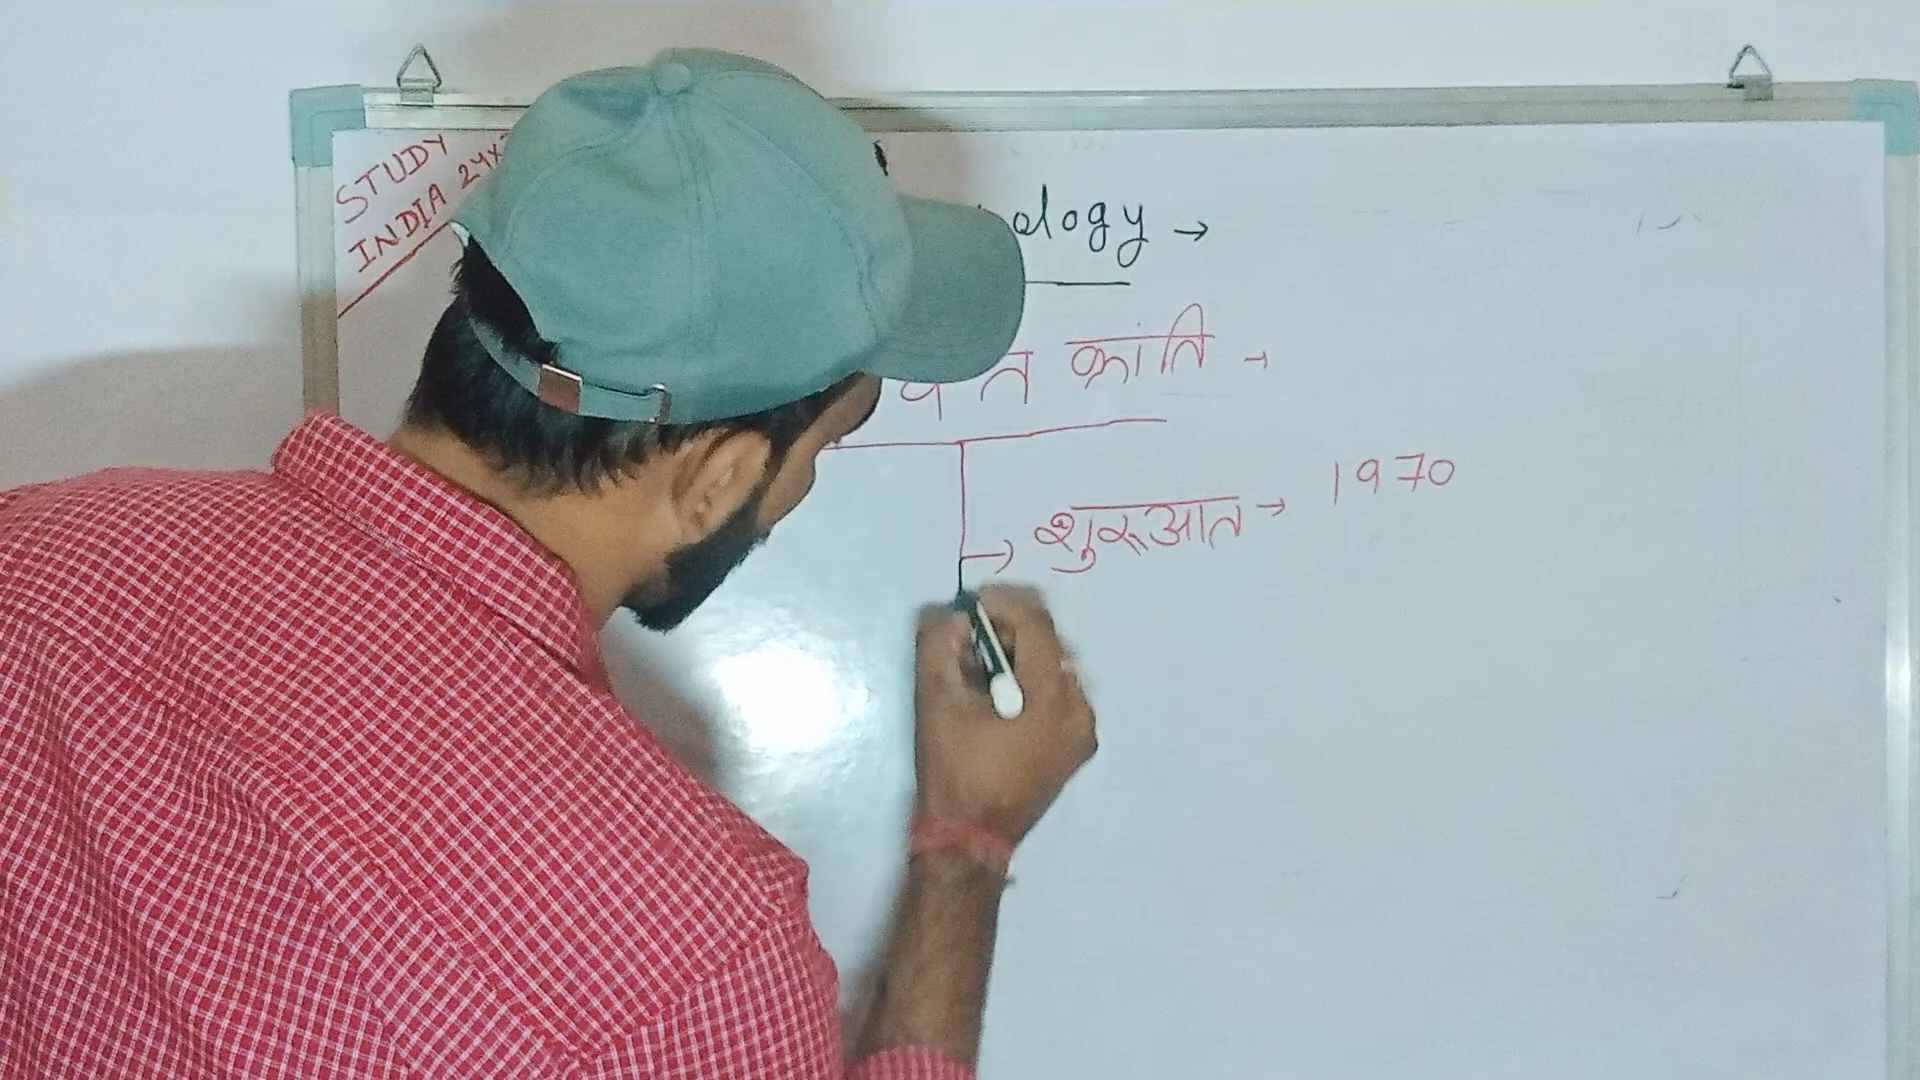 STUDY
INDIA 24x
ology →
त क्रांति →
शुरूआत → 1970